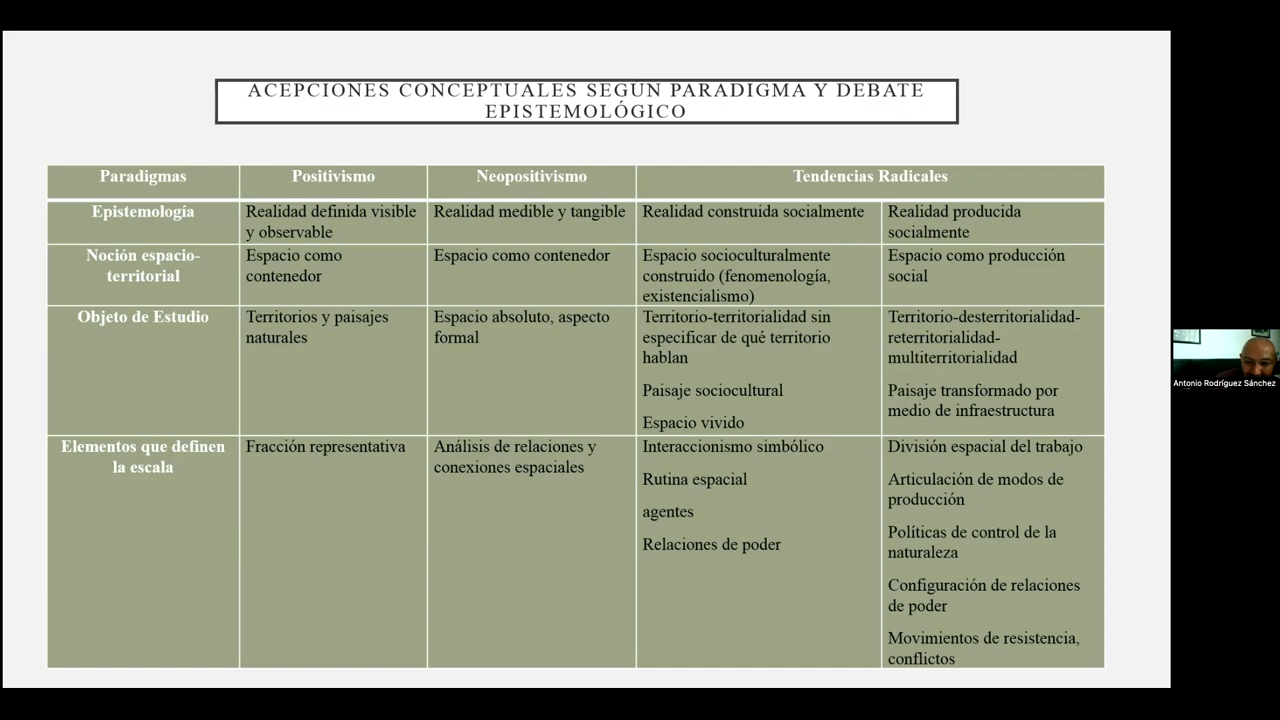 ACEPCIONES CONCEPTUALES SEGÚN PARADIGMA Y DEBATE
EPISTEMOLÓGICO
Paradigmas
Positivismo
Neopositivismo
Tendencias Radicales
Epistemología
Realidad definida visible
y observable
Realidad medible y tangible
Realidad construida socialmente
Realidad producida
socialmente
Noción espacio-
territorial
Espacio como
contenedor
Espacio como contenedor
Espacio socioculturalmente
construido (fenomenología,
existencialismo)
Espacio como producción
social
Objeto de Estudio
Territorios y paisajes
naturales
Espacio absoluto, aspecto
formal
Territorio-territorialidad sin
especificar de qué territorio
hablan
Paisaje sociocultural
Espacio vivido
Territorio-desterritorialidad-
reterritorialidad-
multiterritorialidad
Paisaje transformado por
medio de infraestructura
Elementos que definen
la escala
Fracción representativa
Análisis de relaciones y
conexiones espaciales
Interaccionismo simbólico
Rutina espacial
agentes
Relaciones de poder
División espacial del trabajo
Articulación de modos de
producción
Políticas de control de la
naturaleza
Configuración de relaciones
de poder
Movimientos de resistencia,
conflictos
Antonio Rodríguez Sánchez